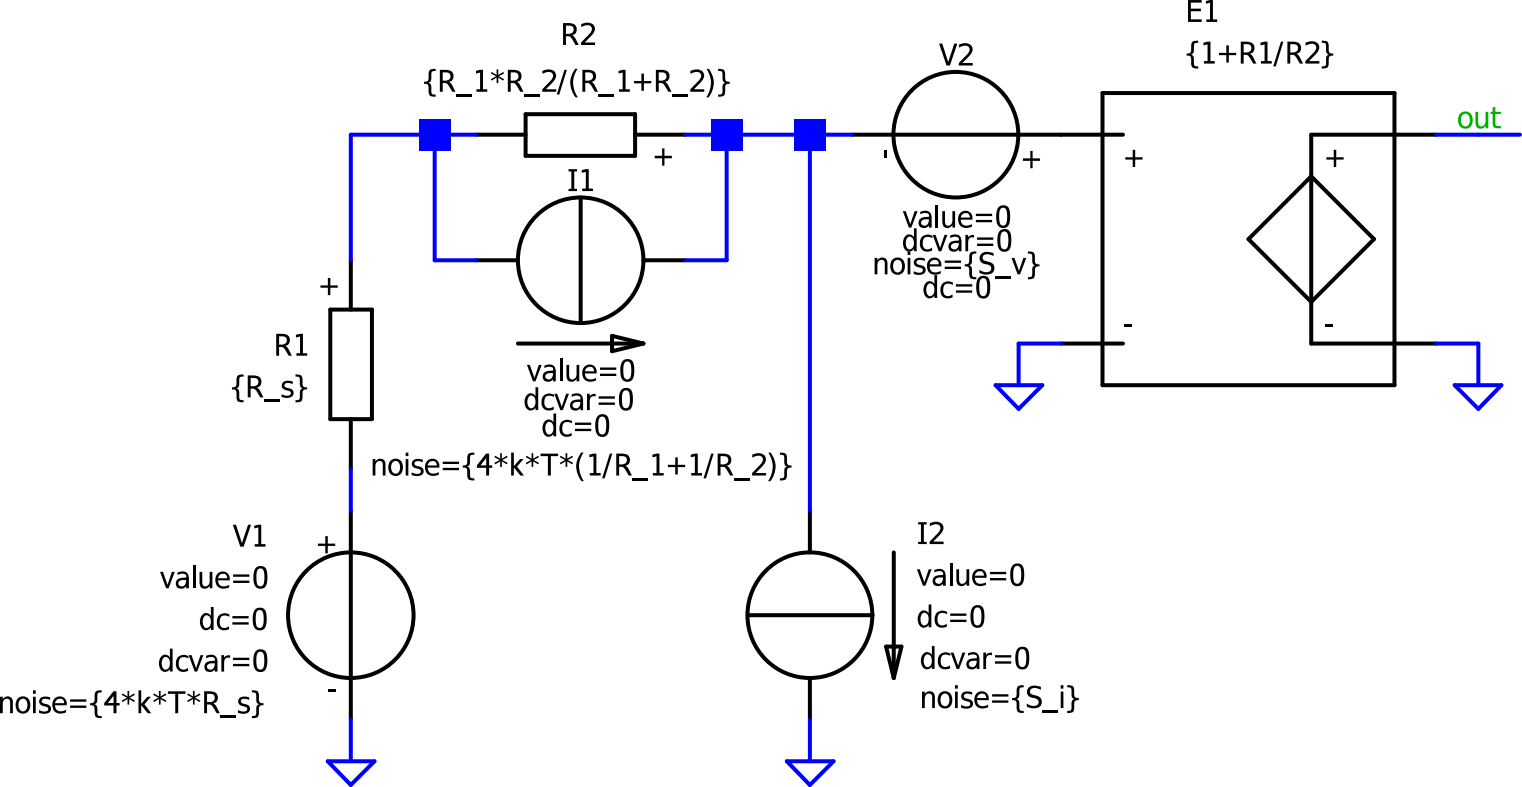 E1
{1+R1/R2}
R2
{R_1*R_2/(R_1+R_2)}
V2
out
+
-
+
+
+
I1
value=0
dcvar=0
noise={S_v}
dc=0
+
-
-
R1
{R_s}
value=0
dcvar=0
dc=0
noise={4*k*T*(1/R_1+1/R_2)}
V1
+
value=0
dc=0
dcvar=0
-
noise={4*k*T*R_s}
I2
value=0
dc=0
dcvar=0
noise={S_i}